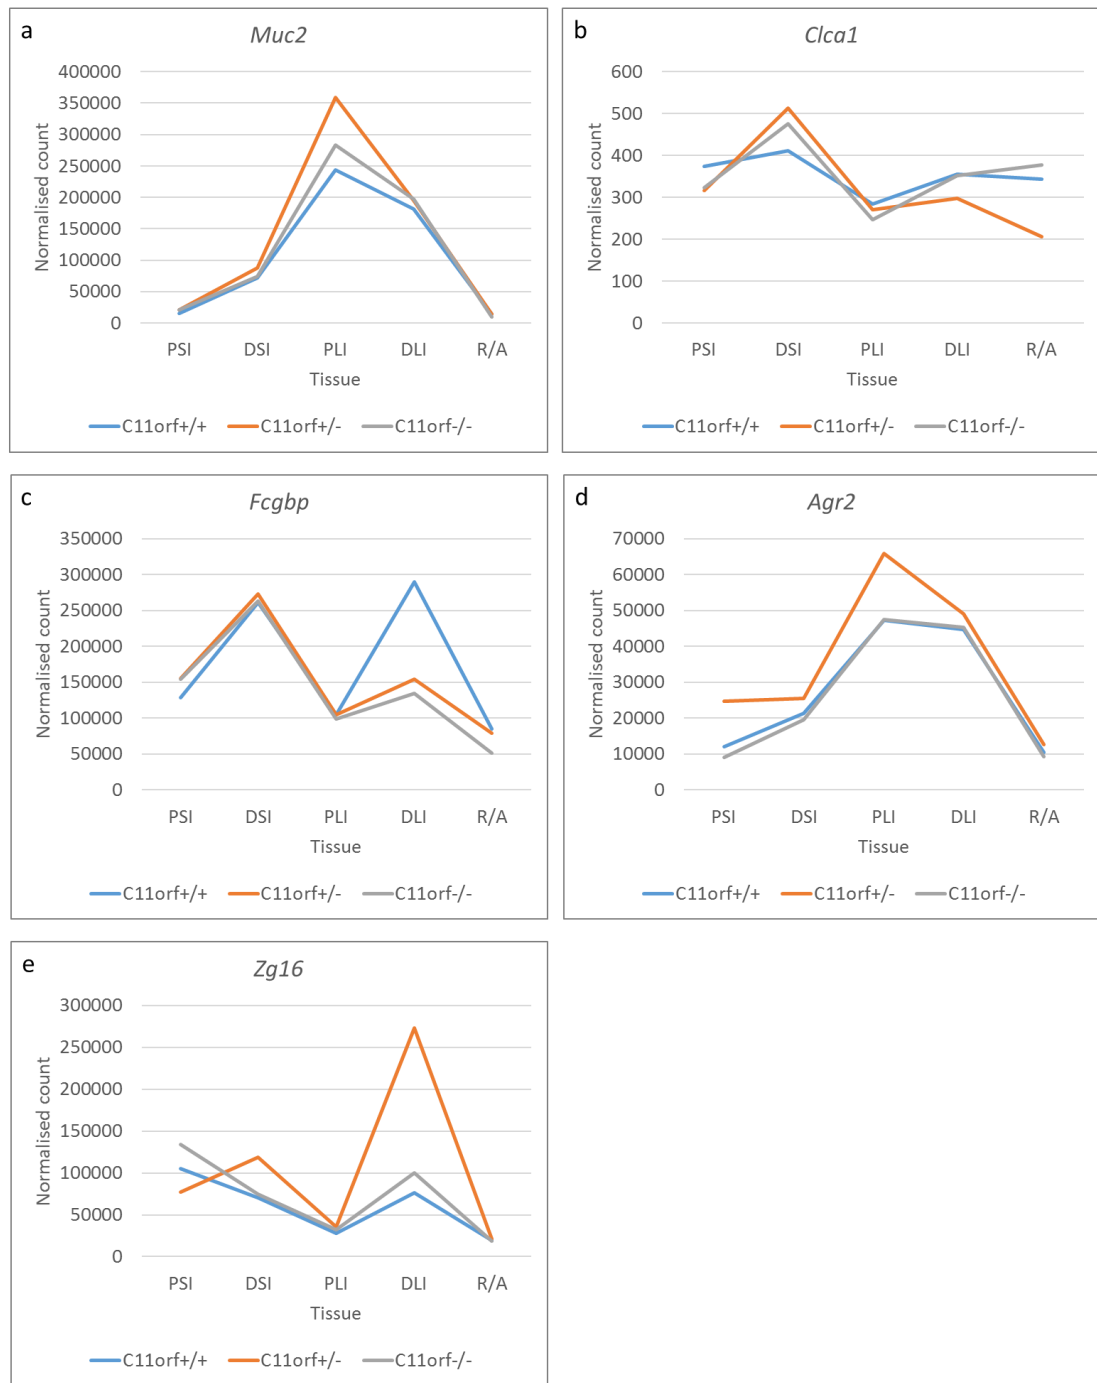 a
Muc2
400000
350000
300000
250000
200000
150000
100000
50000
0
Normalised count
PSI DSI PLI DLI R/A
Tissue
C11orf+/+ C11orf+/- C11orf-/-
b
Clca1
600
500
400
300
200
100
0
Normalised count
PSI DSI PLI DLI R/A
Tissue
C11orf+/+ C11orf+/- C11orf-/-
c
Fcgbp
350000
300000
250000
200000
150000
100000
50000
0
Normalised count
PSI DSI PLI DLI R/A
Tissue
C11orf+/+ C11orf+/- C11orf-/-
d
Agr2
70000
60000
50000
40000
30000
20000
10000
0
Normalised count
PSI DSI PLI DLI R/A
Tissue
C11orf+/+ C11orf+/- C11orf-/-
e
Zg16
300000
250000
200000
150000
100000
50000
0
Normalised count
PSI DSI PLI DLI R/A
Tissue
C11orf+/+ C11orf+/- C11orf-/-